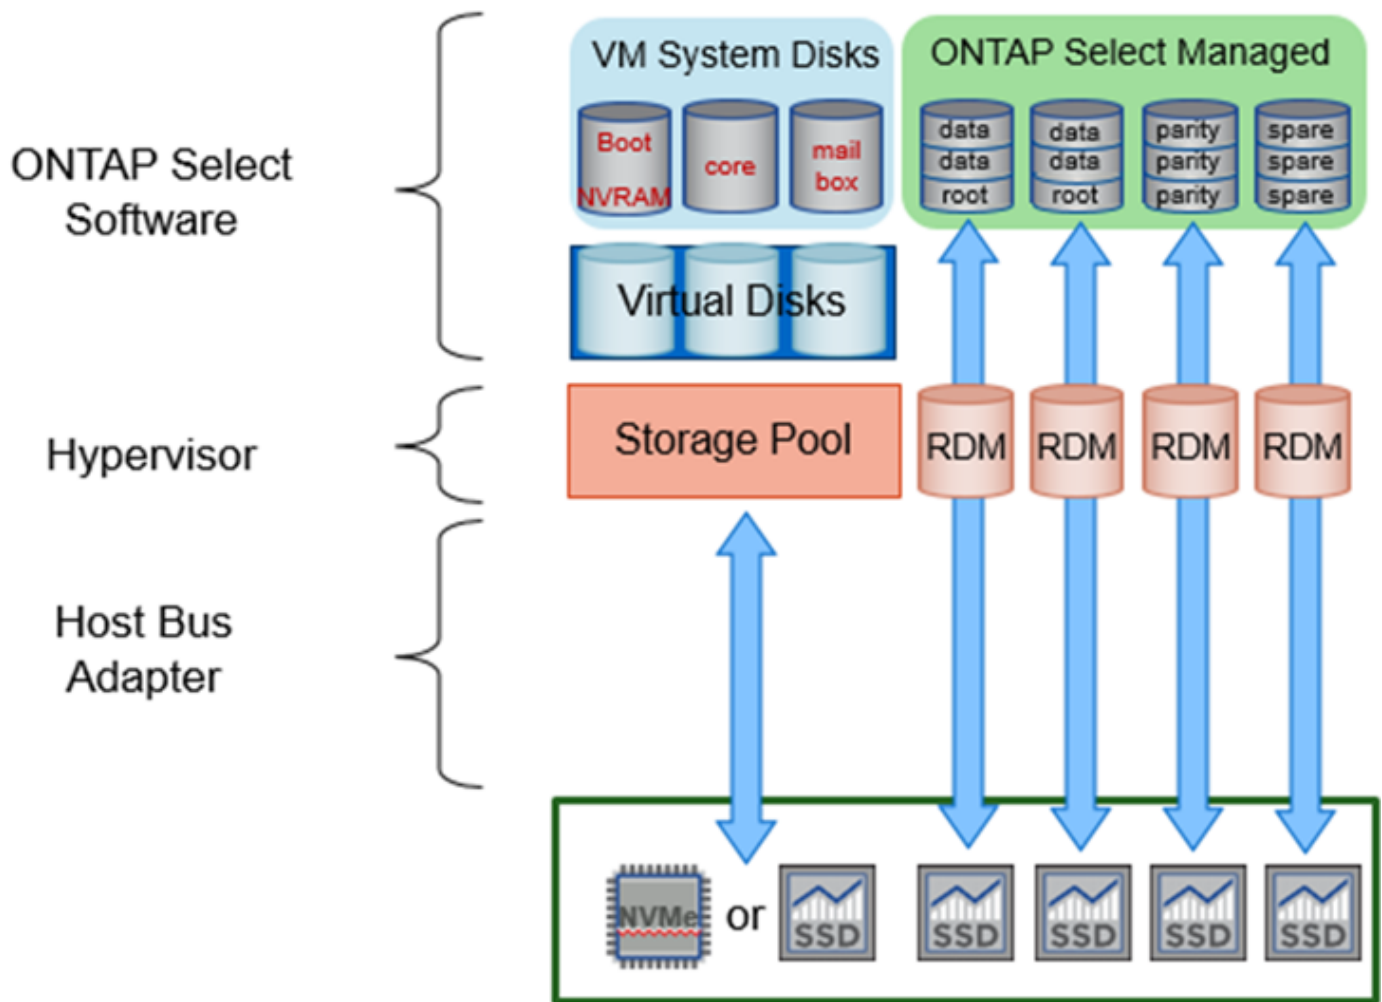 VM System Disks
ONTAP Select Managed
Boot
NVRAM
core
mail
box
data
data
root
data
data
root
parity
parity
parity
spare
spare
spare
ONTAP Select
Software
Virtual Disks
Hypervisor
Storage Pool
RDM
RDM
RDM
RDM
Host Bus
Adapter
NVMe
or
SSD
SSD
SSD
SSD
SSD